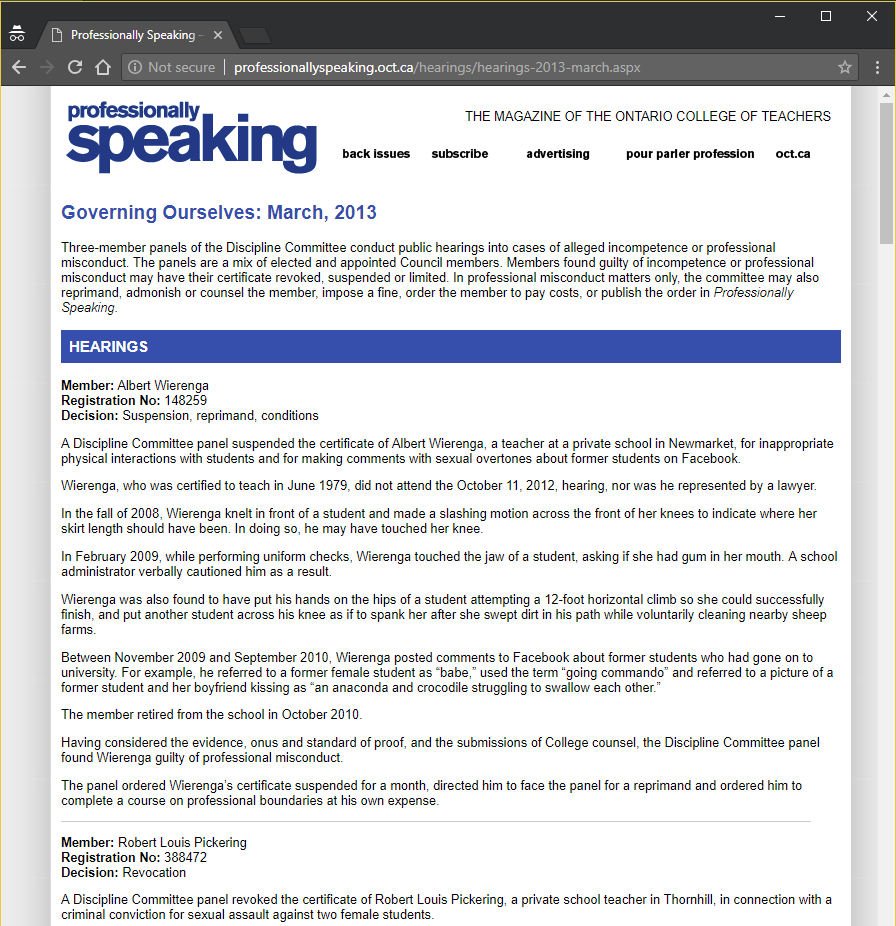 Professionally Speaking –
Not secure | professionallyspeaking.oct.ca/hearings/hearings-2013-march.aspx
professionally
speaking
THE MAGAZINE OF THE ONTARIO COLLEGE OF TEACHERS
back issues subscribe advertising pour parler profession oct.ca
Governing Ourselves: March, 2013
Three-member panels of the Discipline Committee conduct public hearings into cases of alleged incompetence or professional
misconduct. The panels are a mix of elected and appointed Council members. Members found guilty of incompetence or professional
misconduct may have their certificate revoked, suspended or limited. In professional misconduct matters only, the committee may also
reprimand, admonish or counsel the member, impose a fine, order the member to pay costs, or publish the order in Professionally
Speaking.
HEARINGS
Member: Albert Wierenga
Registration No: 148259
Decision: Suspension, reprimand, conditions
A Discipline Committee panel suspended the certificate of Albert Wierenga, a teacher at a private school in Newmarket, for inappropriate
physical interactions with students and for making comments with sexual overtones about former students on Facebook.
Wierenga, who was certified to teach in June 1979, did not attend the October 11, 2012, hearing, nor was he represented by a lawyer.
In the fall of 2008, Wierenga knelt in front of a student and made a slashing motion across the front of her knees to indicate where her
skirt length should have been. In doing so, he may have touched her knee.
In February 2009, while performing uniform checks, Wierenga touched the jaw of a student, asking if she had gum in her mouth. A school
administrator verbally cautioned him as a result.
Wierenga was also found to have put his hands on the hips of a student attempting a 12-foot horizontal climb so she could successfully
finish, and put another student across his knee as if to spank her after she swept dirt in his path while voluntarily cleaning nearby sheep
farms.
Between November 2009 and September 2010, Wierenga posted comments to Facebook about former students who had gone on to
university. For example, he referred to a former female student as “babe,” used the term “going commando” and referred to a picture of a
former student and her boyfriend kissing as “an anaconda and crocodile struggling to swallow each other.”
The member retired from the school in October 2010.
Having considered the evidence, onus and standard of proof, and the submissions of College counsel, the Discipline Committee panel
found Wierenga guilty of professional misconduct.
The panel ordered Wierenga’s certificate suspended for a month, directed him to face the panel for a reprimand and ordered him to
complete a course on professional boundaries at his own expense.
Member: Robert Louis Pickering
Registration No: 388472
Decision: Revocation
A Discipline Committee panel revoked the certificate of Robert Louis Pickering, a private school teacher in Thornhill, in connection with a
criminal conviction for sexual assault against two female students.